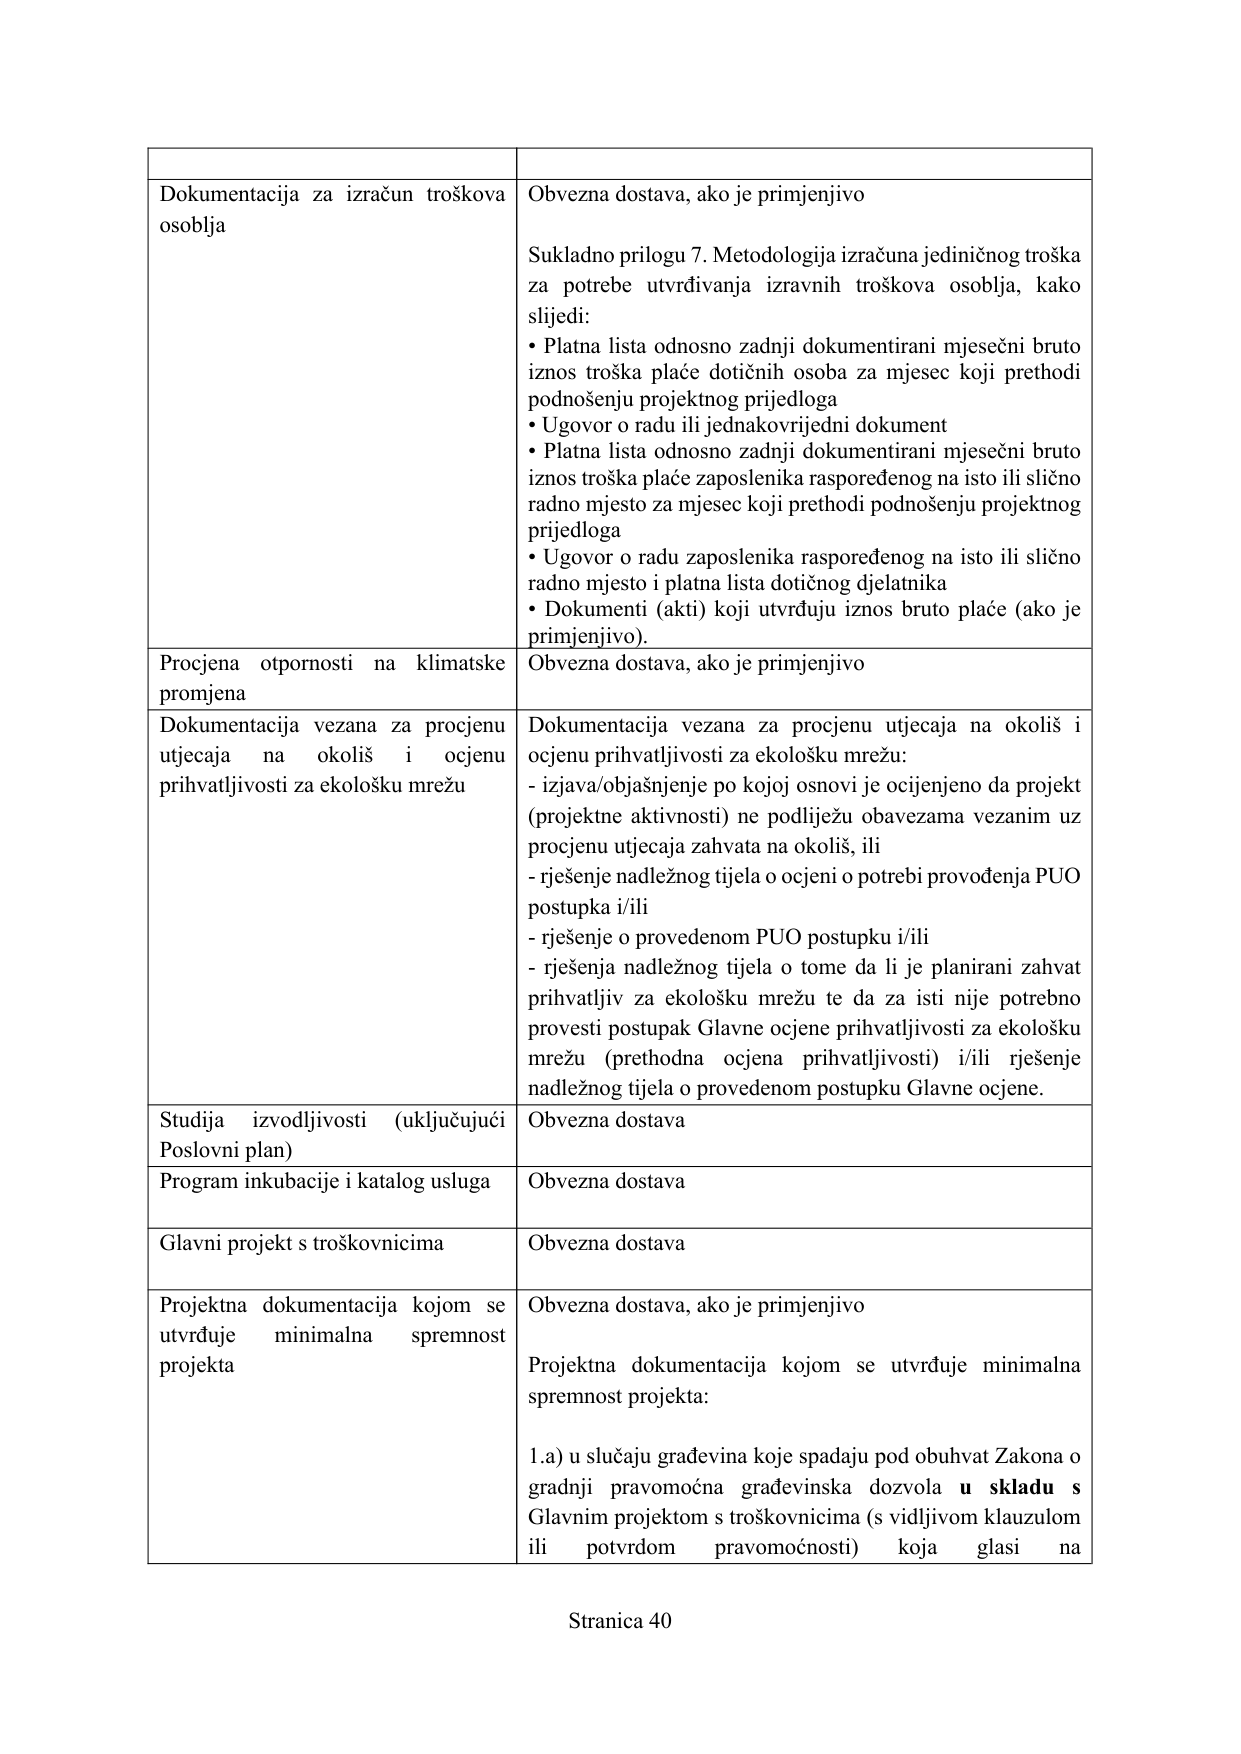 Dokumentacija za izračun troškova
osoblja
Obvezna dostava, ako je primjenjivo
Sukladno prilogu 7. Metodologija izračuna jediničnog troška
za potrebe utvrđivanja izravnih troškova osoblja, kako
slijedi:
• Platna lista odnosno zadnji dokumentirani mjesečni bruto
iznos troška plaće dotičnih osoba za mjesec koji prethodi
podnošenju projektnog prijedloga
• Ugovor o radu ili jednakovrijedni dokument
• Platna lista odnosno zadnji dokumentirani mjesečni bruto
iznos troška plaće zaposlenika raspoređenog na isto ili slično
radno mjesto za mjesec koji prethodi podnošenju projektnog
prijedloga
• Ugovor o radu zaposlenika raspoređenog na isto ili slično
radno mjesto i platna lista dotičnog djelatnika
• Dokumenti (akti) koji utvrđuju iznos bruto plaće (ako je
primjenjivo).
Procjena otpornosti na klimatske
promjena
Obvezna dostava, ako je primjenjivo
Dokumentacija vezana za procjenu
utjecaja na okoliš i ocjenu
prihvatljivosti za ekološku mrežu
Dokumentacija vezana za procjenu utjecaja na okoliš i
ocjenu prihvatljivosti za ekološku mrežu:
- izjava/objašnjenje po kojoj osnovi je ocijenjeno da projekt
(projektne aktivnosti) ne podliježu obavezama vezanim uz
procjenu utjecaja zahvata na okoliš, ili
- rješenje nadležnog tijela o ocjeni o potrebi provođenja PUO
postupka i/ili
- rješenje o provedenom PUO postupku i/ili
- rješenja nadležnog tijela o tome da li je planirani zahvat
prihvatljiv za ekološku mrežu te da za isti nije potrebno
provesti postupak Glavne ocjene prihvatljivosti za ekološku
mrežu (prethodna ocjena prihvatljivosti) i/ili rješenje
nadležnog tijela o provedenom postupku Glavne ocjene.
Studija izvodljivosti (uključujući
Poslovni plan)
Obvezna dostava
Program inkubacije i katalog usluga
Obvezna dostava
Glavni projekt s troškovnicima
Obvezna dostava
Projektna dokumentacija kojom se
utvrđuje minimalna spremnost
projekta
Obvezna dostava, ako je primjenjivo
Projektna dokumentacija kojom se utvrđuje minimalna
spremnost projekta:
1.a) u slučaju građevina koje spadaju pod obuhvat Zakona o
gradnji pravomoćna građevinska dozvola u skladu s
Glavnim projektom s troškovnicima (s vidljivom klauzulom
ili potvrdom pravomoćnosti) koja glasi na
Stranica 40